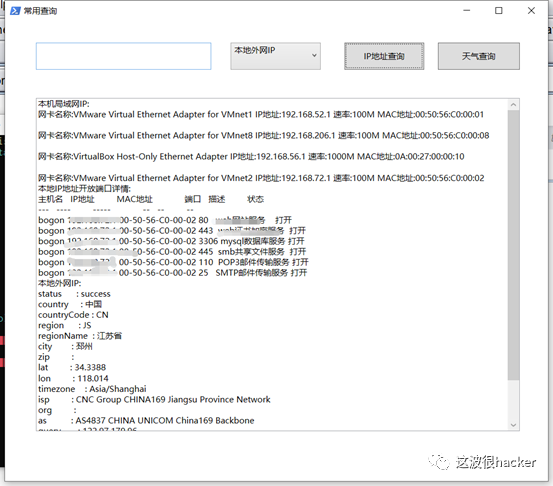 常用查询
本地外网IP
IP地址查询
天气查询
本机局域网IP:
网卡名称:VMware Virtual Ethernet Adapter for VMnet1 IP地址:192.168.52.1 速率:100M MAC地址:00:50:56:C0:00:01
网卡名称:VMware Virtual Ethernet Adapter for VMnet8 IP地址:192.168.206.1 速率:100M MAC地址:00:50:56:C0:00:08
网卡名称:VirtualBox Host-Only Ethernet Adapter IP地址:192.168.56.1 速率:1000M MAC地址:0A:00:27:00:00:10
网卡名称:VMware Virtual Ethernet Adapter for VMnet2 IP地址:192.168.72.1 速率:100M MAC地址:00:50:56:C0:00:02
本地IP地址开放端口详情:
主机名 IP地址 MAC地址 端口 描述 状态
--- ---- ----- -- -- --
bogon 00-50-56-C0-00-02 80 打开
bogon 00-50-56-C0-00-02 443 打开
bogon 00-50-56-C0-00-02 3306 mysql数据库服务 打开
bogon 00-50-56-C0-00-02 445 smb共享文件服务 打开
bogon 00-50-56-C0-00-02 110 POP3邮件传输服务 打开
bogon 00-50-56-C0-00-02 25 SMTP邮件传输服务 打开
本地外网IP:
status : success
country : 中国
countryCode : CN
region : JS
regionName : 江苏省
city : 邳州
zip :
lat : 34.3388
lon : 118.014
timezone : Asia/Shanghai
isp : CNC Group CHINA169 Jiangsu Province Network
org :
as : AS4837 CHINA UNICOM China169 Backbone
query :
这波很hacker